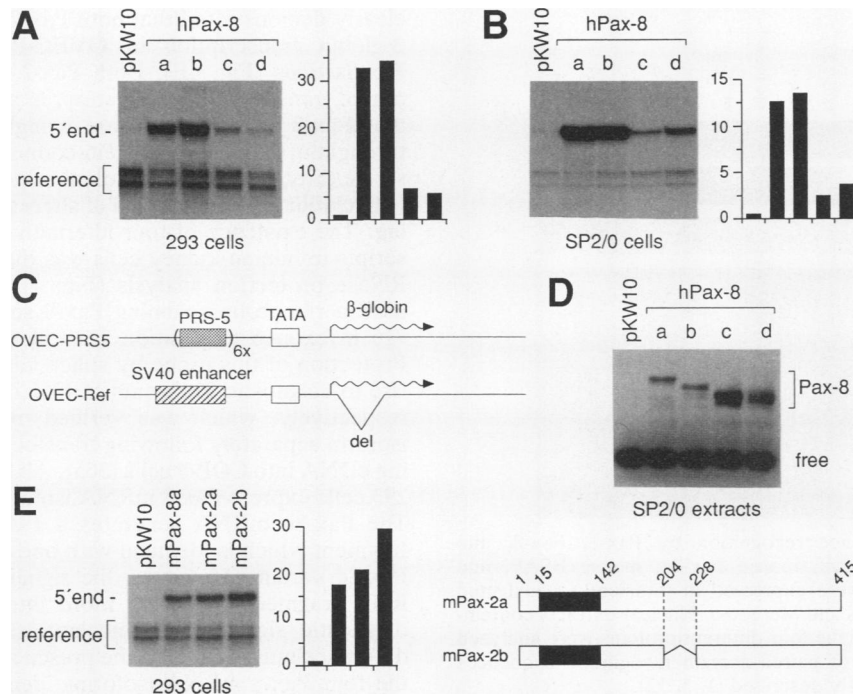 A
hPax-8
pKW10
a b c d
5´end -
reference
293 cells
30
20
10
0
B
hPax-8
pKW10
a b c d
5´end -
reference
SP2/0 cells
15
10
5
0
C
PRS-5
TATA
β-globin
OVEC-PRS5
6x
SV40 enhancer
OVEC-Ref
del
D
hPax-8
pKW10
a b c d
Pax-8
free
SP2/0 extracts
E
pKW10
mPax-8a
mPax-2a
mPax-2b
5´end -
reference
293 cells
30
20
10
0
1 15 142 204 228 415
mPax-2a
mPax-2b